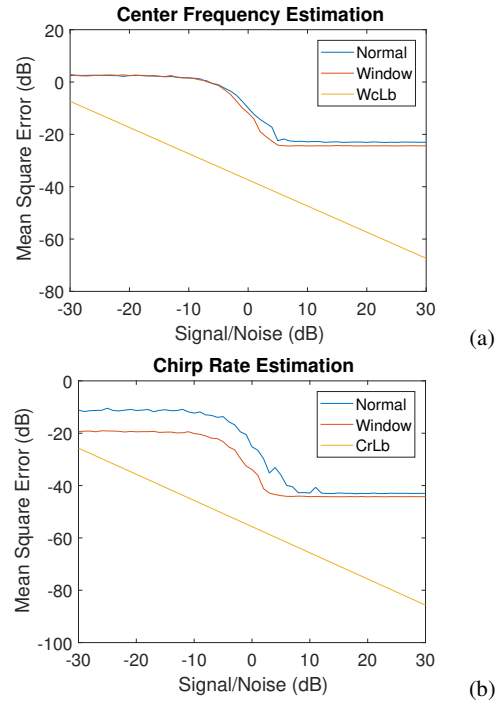 Center Frequency Estimation
20
0
-20
-40
-60
-80
Mean Square Error (dB)
Normal
Window
WcLb
-30 -20 -10 0 10 20 30
Signal/Noise (dB)
(a)
Chirp Rate Estimation
0
-20
-40
-60
-80
-100
Mean Square Error (dB)
Normal
Window
CrLb
-30 -20 -10 0 10 20 30
Signal/Noise (dB)
(b)